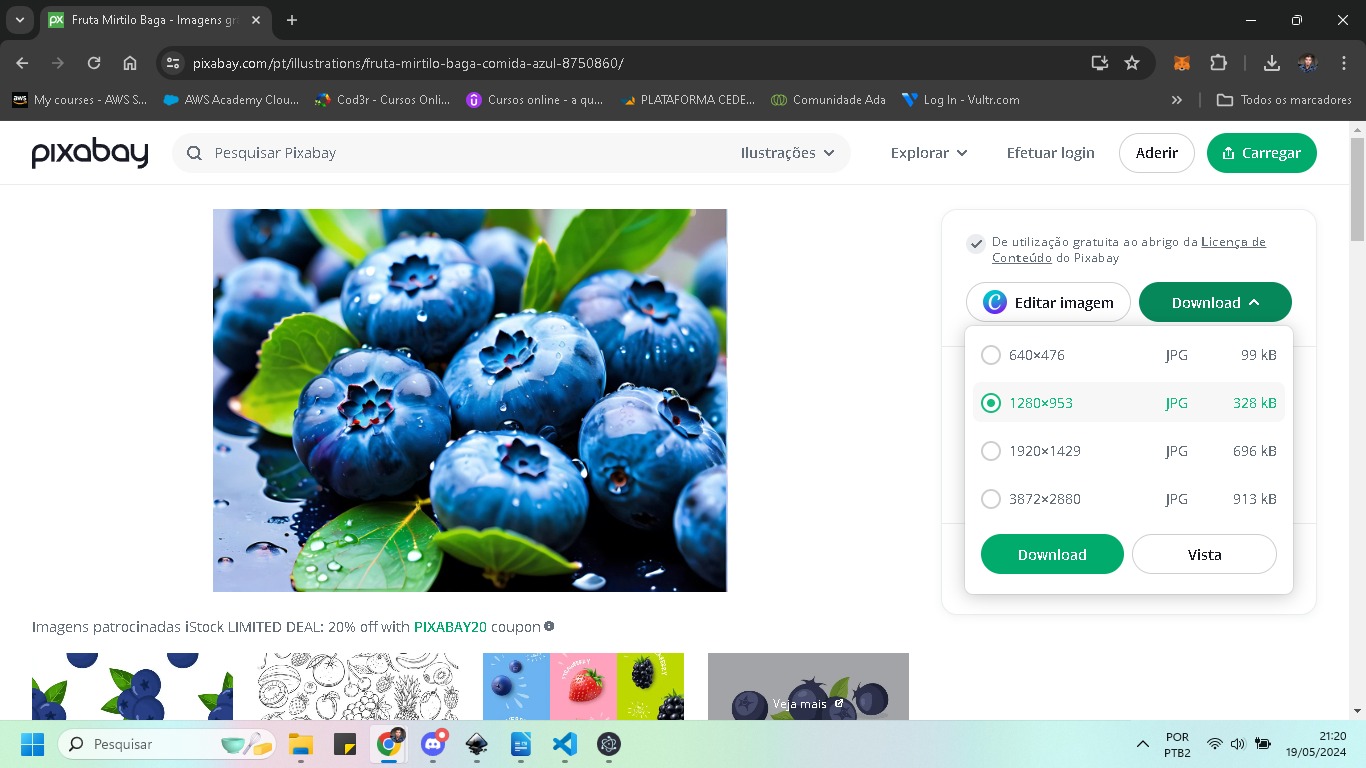 Fruta Mirtilo Baga - Imagens gr
pixabay.com/pt/illustrations/fruta-mirtilo-baga-comida-azul-8750860/
aws
My courses - AWS S...
AWS Academy Clou...
Cod3r - Cursos Onli...
Cursos online - a qu...
PLATAFORMA CEDE...
Comunidade Ada
Log In - Vultr.com
»
Todos os marcadores
pixabay
Pesquisar Pixabay
Ilustrações
Explorar
Efetuar login
Aderir
Carregar
De utilização gratuita ao abrigo da Licença de
Conteúdo do Pixabay
Editar imagem
Download
640×476 JPG 99 kB
1280×953 JPG 328 kB
1920×1429 JPG 696 kB
3872×2880 JPG 913 kB
Download
Vista
Imagens patrocinadas iStock LIMITED DEAL: 20% off with PIXABAY20 coupon
Veja mais
Pesquisar
POR
PTB2
21:20
19/05/2024